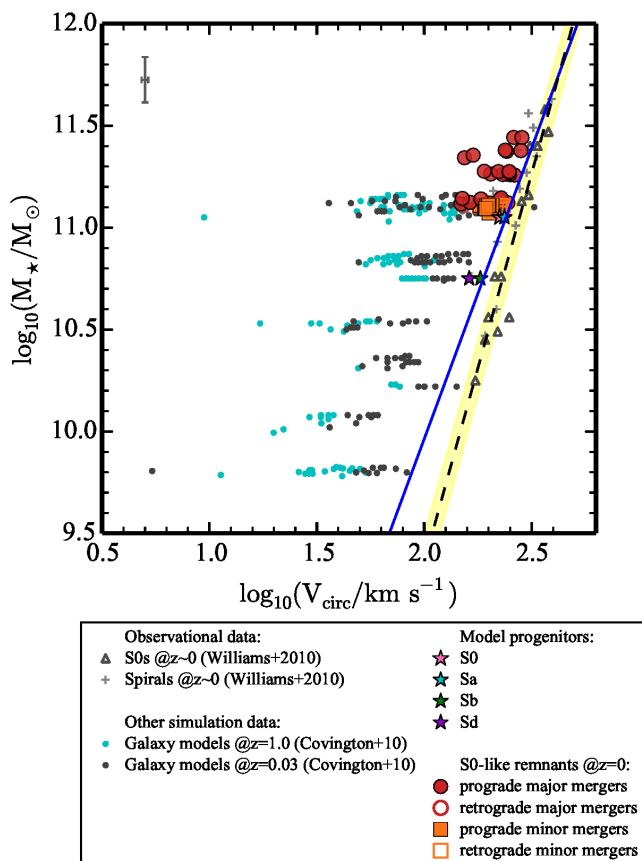 12.0
11.5
11.0
10.5
10.0
9.5
log₁₀(M⋆/M⊙)
0.5 1.0 1.5 2.0 2.5
log₁₀(V_circ/km s⁻¹)
Observational data:
S0s @z~0 (Williams+2010)
Spirals @z~0 (Williams+2010)
Other simulation data:
Galaxy models @z=1.0 (Covington+10)
Galaxy models @z=0.03 (Covington+10)
Model progenitors:
S0
Sa
Sb
Sd
S0-like remnants @z=0:
prograde major mergers
retrograde major mergers
prograde minor mergers
retrograde minor mergers